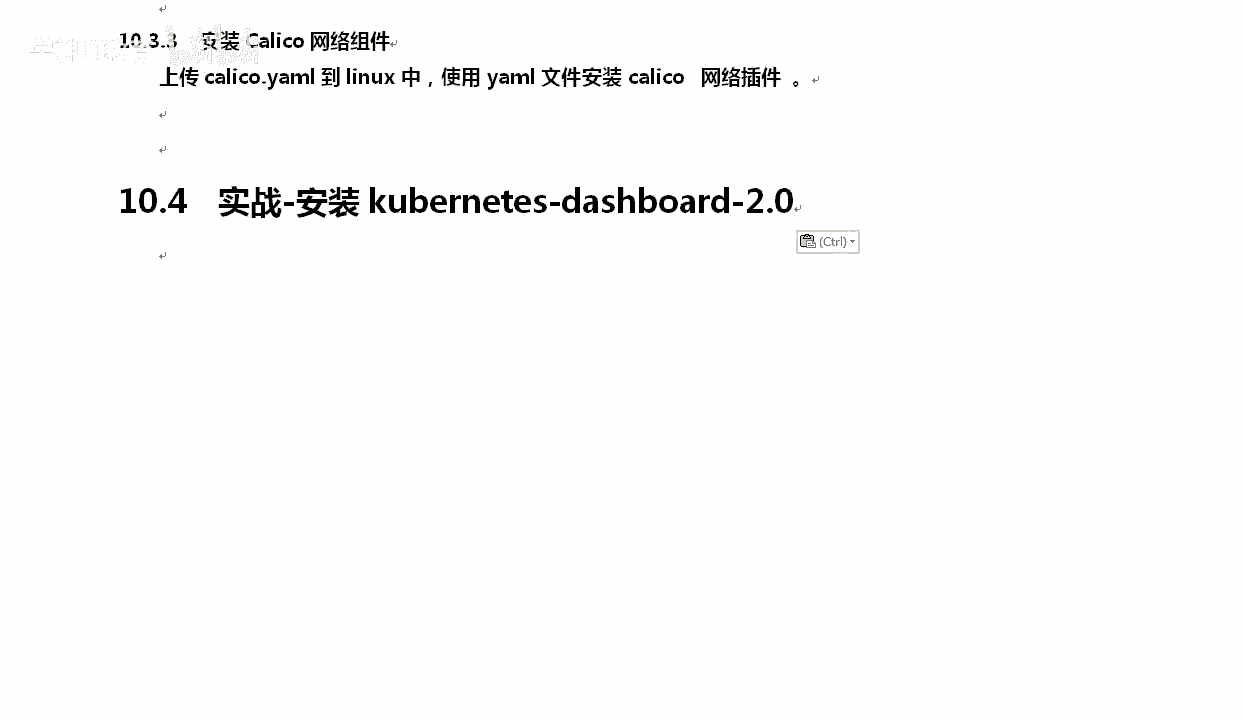 10.3.3 安装 Calico 网络组件
上传 calico.yaml 到 linux 中，使用 yaml 文件安装 calico 网络插件 。
10.4 实战-安装 kubernetes-dashboard-2.0
(Ctrl)